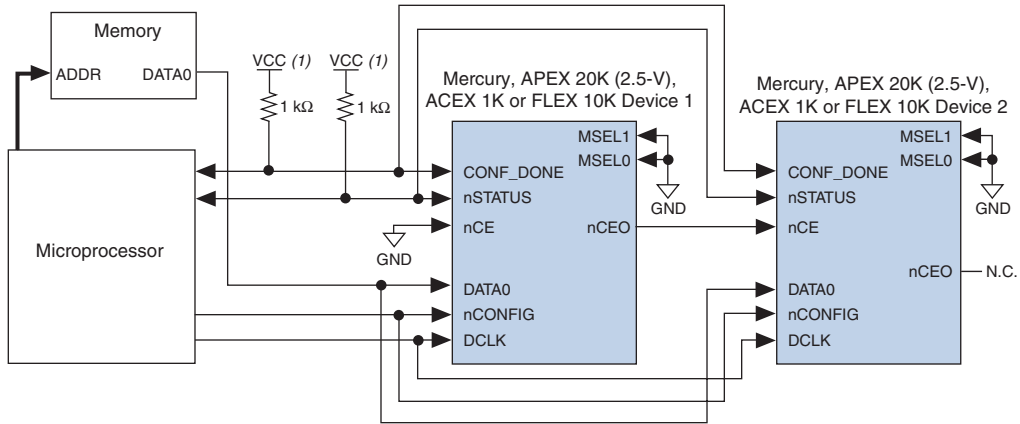 Memory
ADDR
DATA0
VCC (1)
VCC (1)
1 kΩ
1 kΩ
Microprocessor
Mercury, APEX 20K (2.5-V),
ACEX 1K or FLEX 10K Device 1
MSEL1
MSEL0
CONF_DONE
nSTATUS
nCE
nCEO
DATA0
nCONFIG
DCLK
GND
GND
Mercury, APEX 20K (2.5-V),
ACEX 1K or FLEX 10K Device 2
MSEL1
MSEL0
CONF_DONE
nSTATUS
nCE
nCEO
N.C.
DATA0
nCONFIG
DCLK
GND